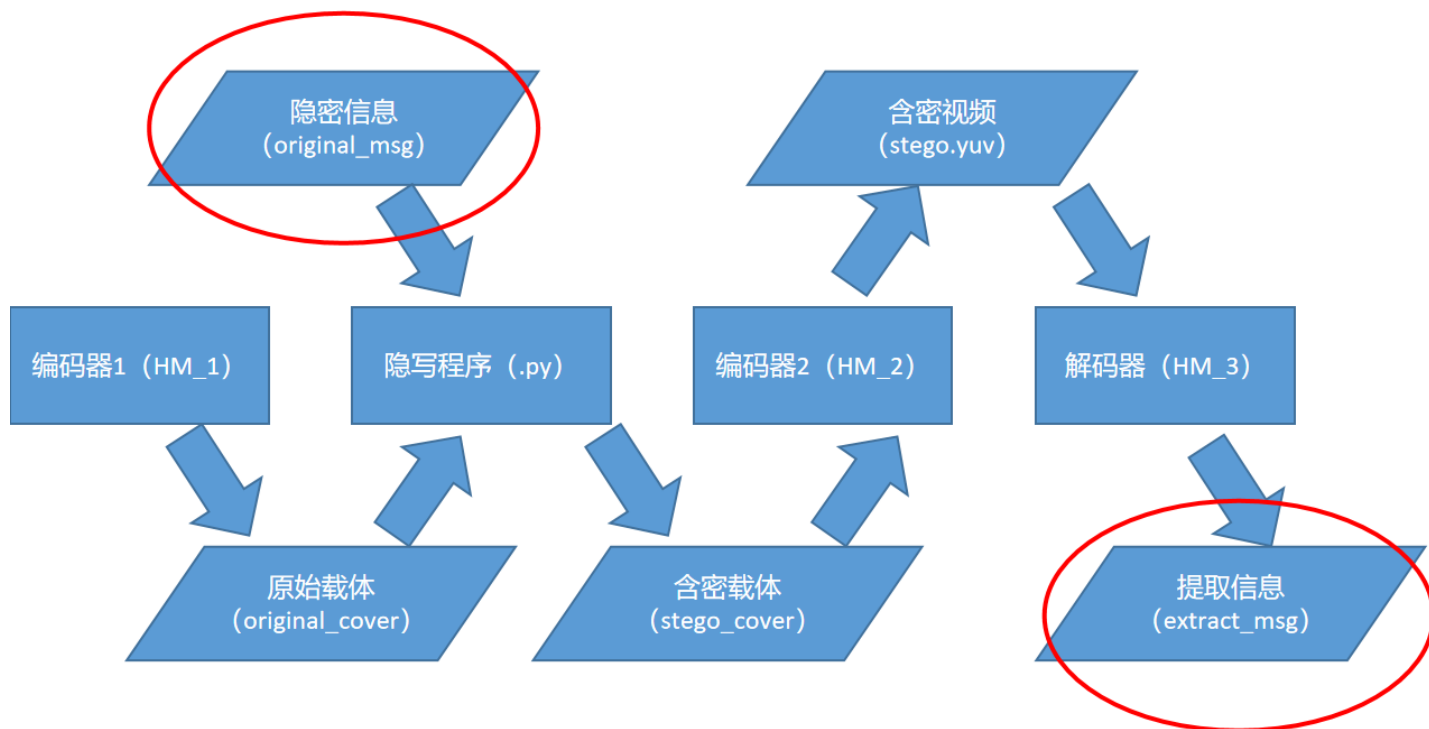 隐密信息
（original_msg)
含密视频
（stego.yuv)
编码器1（HM_1）
隐写程序（.py）
编码器2（HM_2）
解码器（HM_3）
原始载体
（original_cover)
含密载体
（stego_cover)
提取信息
（extract_msg)